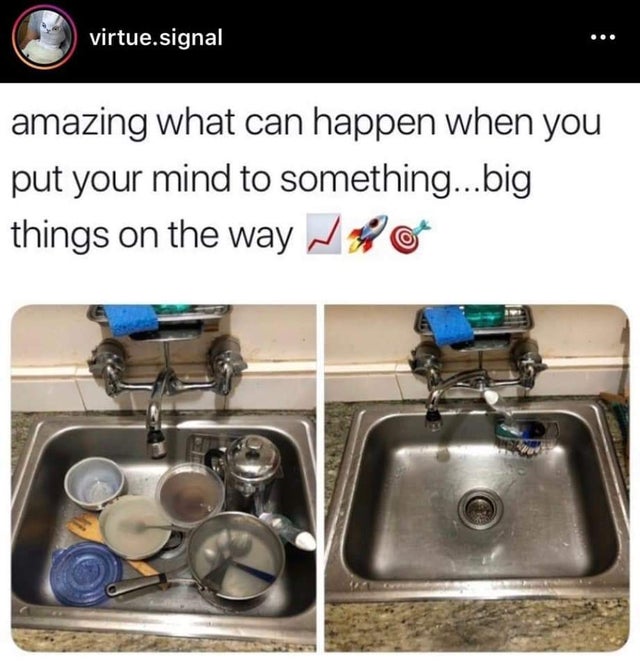 virtue.signal
amazing what can happen when you
put your mind to something...big
things on the way 📈🚀🎯